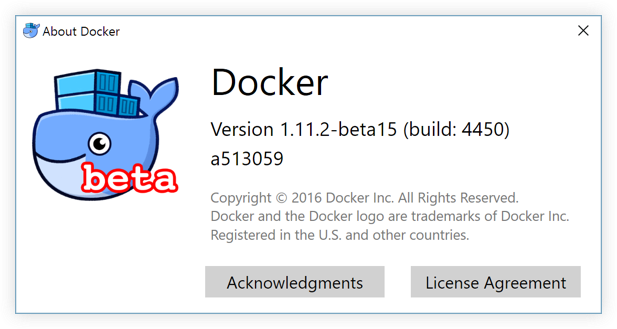 About Docker
Docker
Version 1.11.2-beta15 (build: 4450)
a513059
beta
Copyright © 2016 Docker Inc. All Rights Reserved.
Docker and the Docker logo are trademarks of Docker Inc.
Registered in the U.S. and other countries.
Acknowledgments
License Agreement